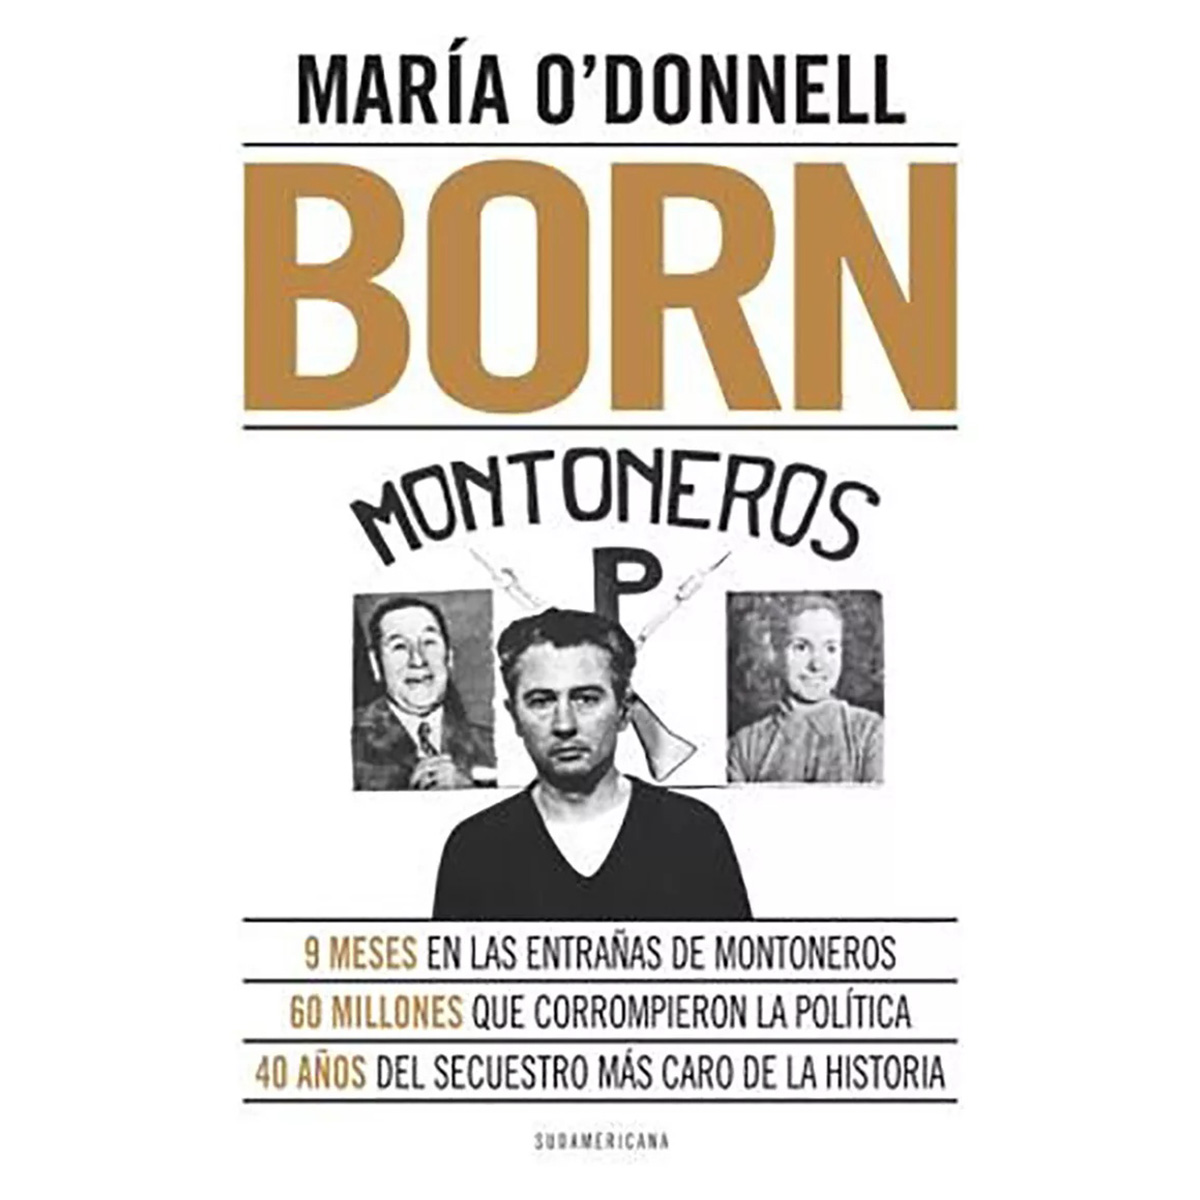 MARÍA O'DONNELL
BORN
MONTONEROS
P
9 MESES EN LAS ENTRAÑAS DE MONTONEROS
60 MILLONES QUE CORROMPIERON LA POLÍTICA
40 AÑOS DEL SECUESTRO MÁS CARO DE LA HISTORIA
SUDAMERICANA